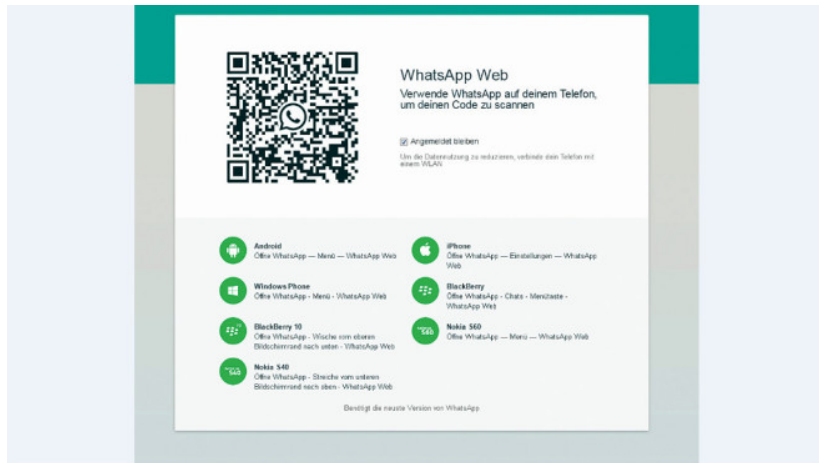 WhatsApp Web
Verwende WhatsApp auf deinem Telefon,
um deinen Code zu scannen
Angemeldet bleiben
Um die Datennutzung zu reduzieren, verbinde dein Telefon mit
einem WLAN
Android
Öffne WhatsApp — Menü — WhatsApp Web
iPhone
Öffne WhatsApp — Einstellungen — WhatsApp
Web
Windows Phone
Öffne WhatsApp - Menü - WhatsApp Web
BlackBerry
Öffne WhatsApp - Chats - Menütaste -
WhatsApp Web
BlackBerry 10
Öffne WhatsApp - Wische vom oberen
Bildschirmrand nach unten - WhatsApp Web
S60
Nokia S60
Öffne WhatsApp — Menü — WhatsApp Web
S40
Nokia S40
Öffne WhatsApp - Streiche vom unteren
Bildschirmrand nach oben - WhatsApp Web
Benötigt die neuste Version von WhatsApp